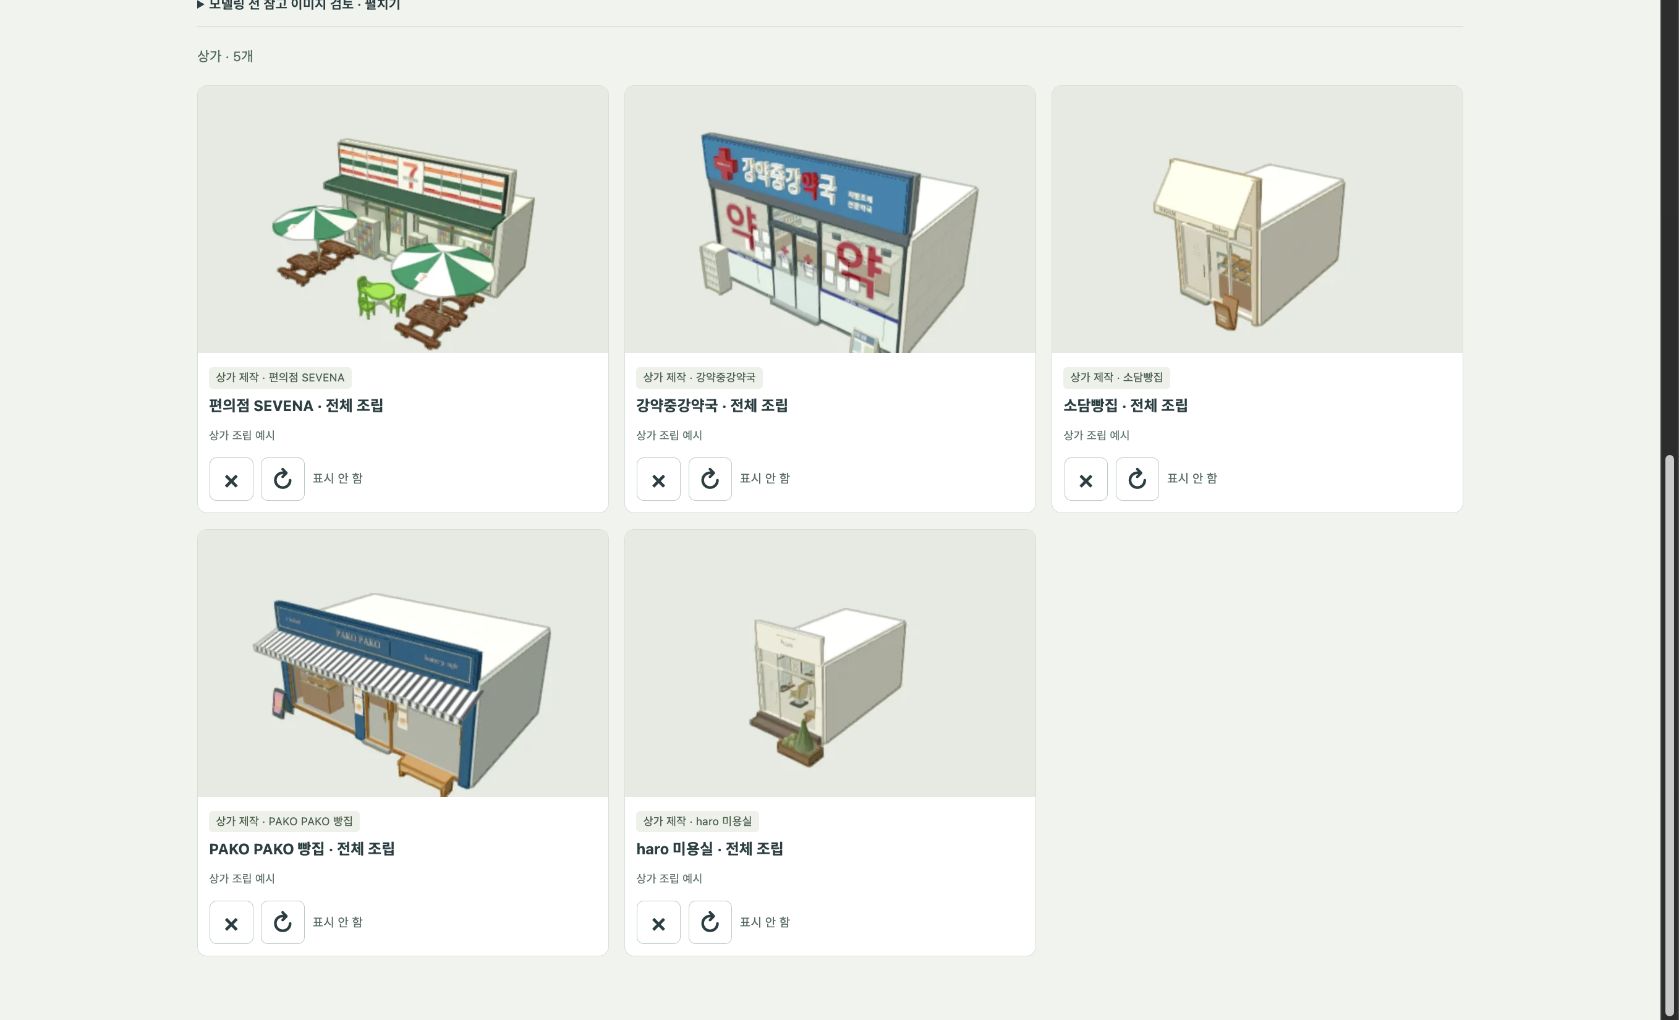 ▶ 모델링 전 참고 이미지 검토 · 펼치기
상가 · 5개
7
강약중강약국
약
약
PAKO PAKO
상가 제작 · 편의점 SEVENA
편의점 SEVENA · 전체 조립
상가 조립 예시
표시 안 함
상가 제작 · 강약중강약국
강약중강약국 · 전체 조립
상가 조립 예시
표시 안 함
상가 제작 · 소담빵집
소담빵집 · 전체 조립
상가 조립 예시
표시 안 함
상가 제작 · PAKO PAKO 빵집
PAKO PAKO 빵집 · 전체 조립
상가 조립 예시
표시 안 함
상가 제작 · haro 미용실
haro 미용실 · 전체 조립
상가 조립 예시
표시 안 함